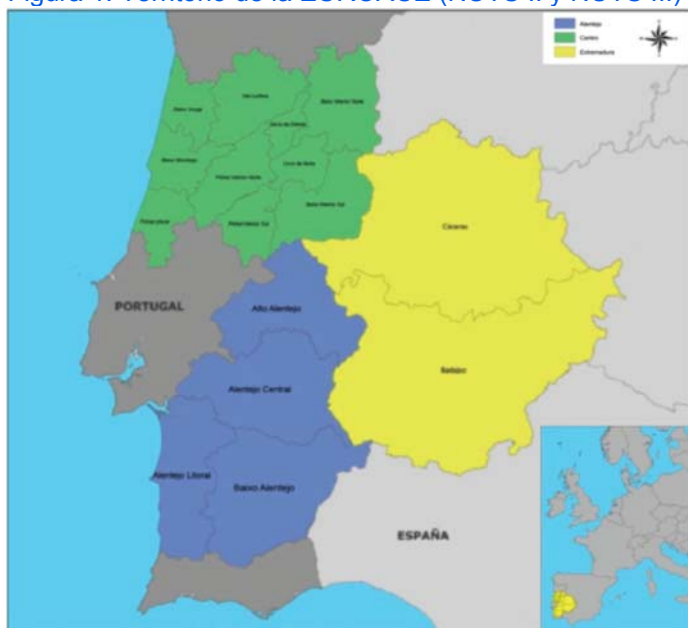 Figura 1. Territorio de la EUROACE (NUTS II y NUTS III)
Alentejo
Centro
Extremadura
Baixo Vouga
Dão-Lafões
Beira Interior Norte
Serra da Estrela
Baixo Mondego
Pinhal Interior Norte
Cova da Beira
Pinhal Litoral
Pinhal Interior Sul
Beira Interior Sul
Cáceres
PORTUGAL
Alto Alentejo
Badajoz
Alentejo Central
Alentejo Litoral
Baixo Alentejo
ESPAÑA